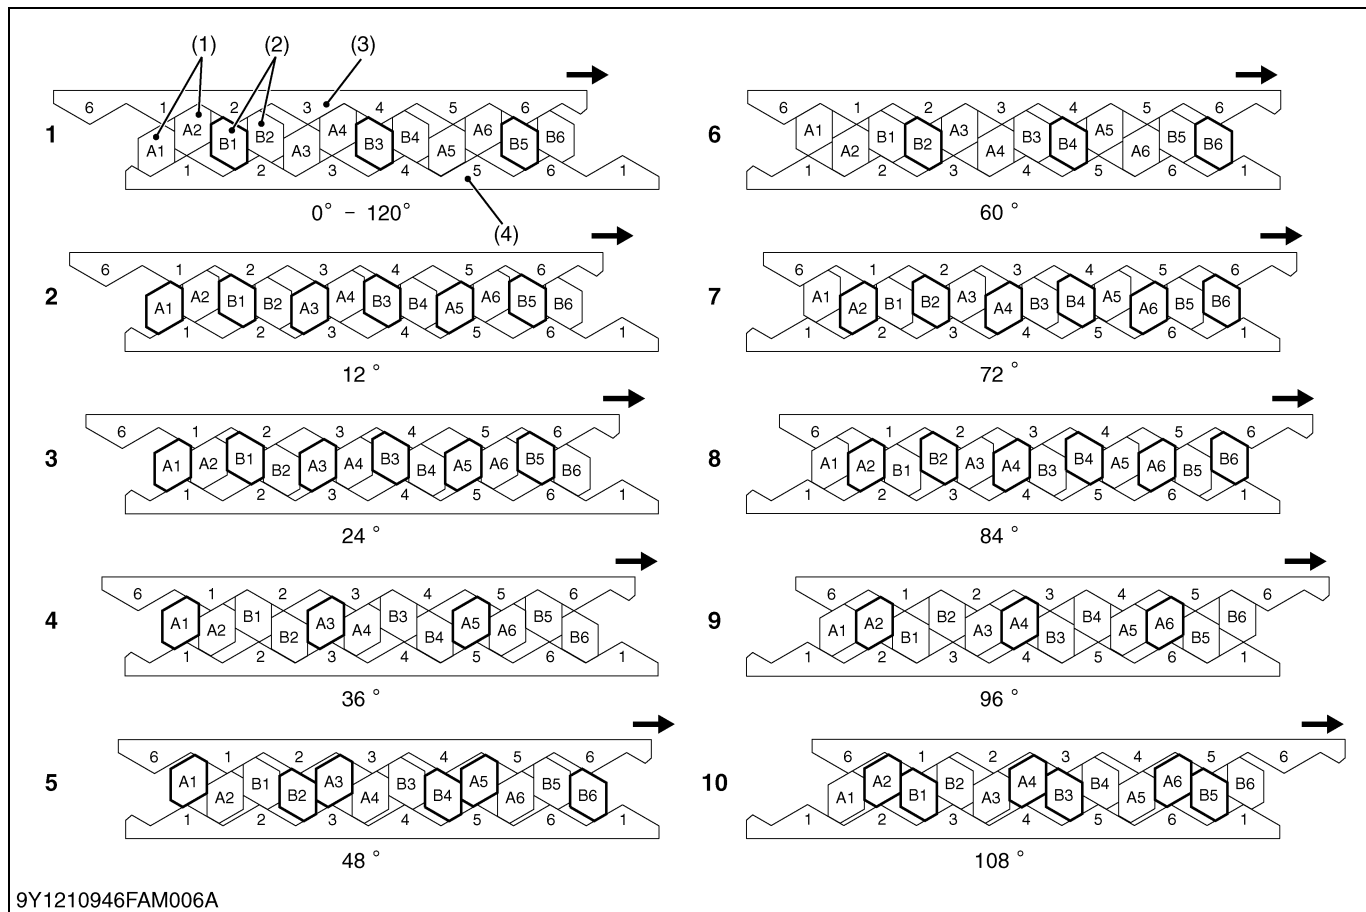 (1) (2) (3)
1
6 1 2 3 4 5 6
A1 A2 B1 B2 A3 A4 B3 B4 A5 A6 B5 B6
1 2 3 4 5 6 1
0° – 120°
(4)
2
6 1 2 3 4 5 6
A1 A2 B1 B2 A3 A4 B3 B4 A5 A6 B5 B6
1 2 3 4 5 6 1
12 °
3
6 1 2 3 4 5 6
A1 A2 B1 B2 A3 A4 B3 B4 A5 A6 B5 B6
1 2 3 4 5 6 1
24 °
4
6 1 2 3 4 5 6
A1 A2 B1 B2 A3 A4 B3 B4 A5 A6 B5 B6
1 2 3 4 5 6 1
36 °
5
6 1 2 3 4 5 6
A1 A2 B1 B2 A3 A4 B3 B4 A5 A6 B5 B6
1 2 3 4 5 6 1
48 °
6
6 1 2 3 4 5 6
A1 A2 B1 B2 A3 A4 B3 B4 A5 A6 B5 B6
1 2 3 4 5 6 1
60 °
7
6 1 2 3 4 5 6
A1 A2 B1 B2 A3 A4 B3 B4 A5 A6 B5 B6
1 2 3 4 5 6 1
72 °
8
6 1 2 3 4 5 6
A1 A2 B1 B2 A3 A4 B3 B4 A5 A6 B5 B6
1 2 3 4 5 6 1
84 °
9
6 1 2 3 4 5 6
A1 A2 B1 B2 A3 A4 B3 B4 A5 A6 B5 B6
1 2 3 4 5 6 1
96 °
10
6 1 2 3 4 5 6
A1 A2 B1 B2 A3 A4 B3 B4 A5 A6 B5 B6
1 2 3 4 5 6 1
108 °
9Y1210946FAM006A